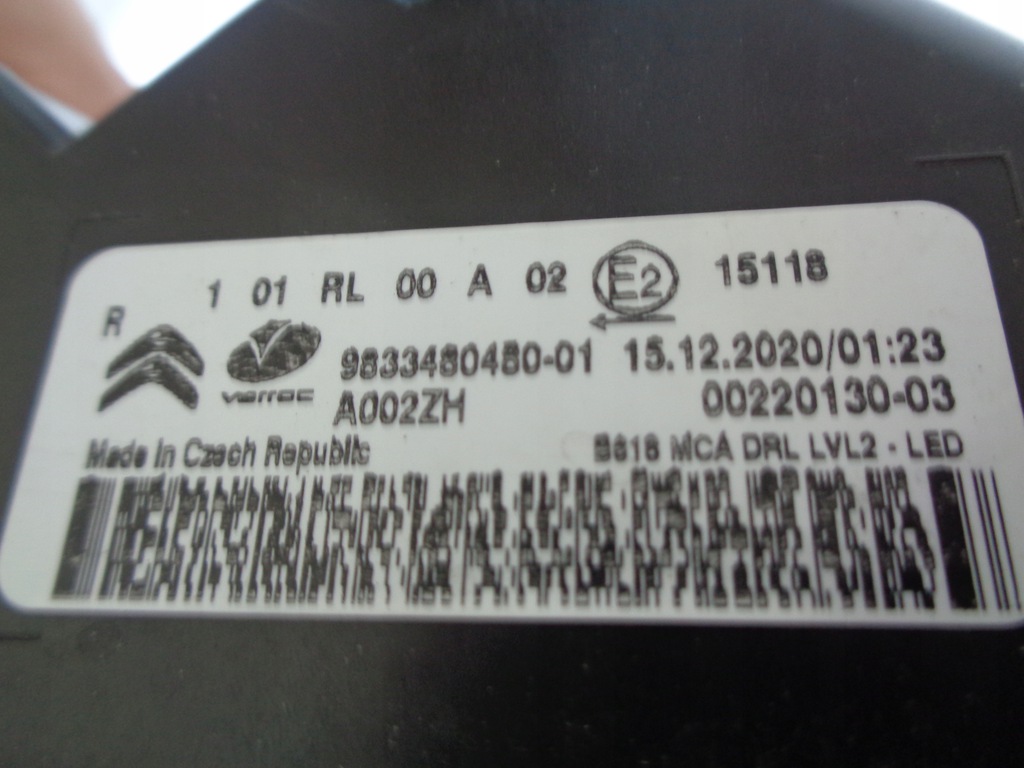 1 01 RL 00 A 02 E2 15118
R
varroc
9833480480-01 15.12.2020/01:23
A002ZH 00220130-03
Made in Czech Republic MCA DRL LVL2 - LED